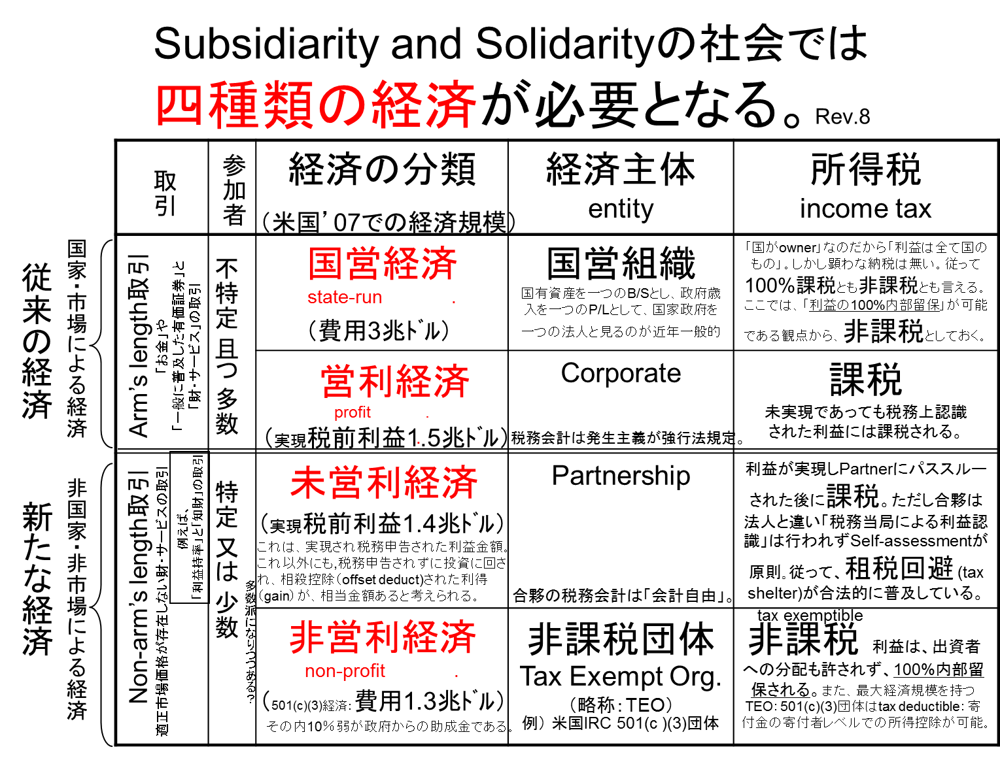 Subsidiarity and Solidarityの社会では
四種類の経済が必要となる。Rev.8
取引
参加者
経済の分類
（米国’07での経済規模）
経済主体
entity
所得税
income tax
従来の経済
国家・市場による経済
Arm’s length取引
「お金」や
「一般に普及した有価証券」と
「財・サービス」の取引
不特定 且つ 多数
国営経済
state-run .
（費用3兆ﾄﾞﾙ）
国営組織
国有資産を一つのB/Sとし、政府歳
入を一つのP/Lとして、国家政府を
一つの法人と見るのが近年一般的
「国がowner」なのだから「利益は全て国の
もの」。しかし顕わな納税は無い。従って
100%課税とも非課税とも言える。
ここでは、「利益の100%内部留保」が可能
である観点から、非課税としておく。
営利経済
profit .
（実現税前利益1.5兆ﾄﾞﾙ）
Corporate
税務会計は発生主義が強行法規定。
課税
未実現であっても税務上認識
された利益には課税される。
新たな経済
非国家・非市場による経済
Non-arm’s length取引
適正市場価格が存在しない財・サービスの取引
例えば、
「利益持率」と「知財」の取引
特定 又は 少数
多数派になりつつある？
未営利経済
（実現税前利益1.4兆ﾄﾞﾙ）
これは、実現され税務申告された利益金額。
これ以外にも,税務申告されずに投資に回さ
れ、相殺控除（offset deduct)された利得
（gain）が、相当金額あると考えられる。
Partnership
合夥の税務会計は「会計自由」。
利益が実現しPartnerにパススルー
された後に課税。ただし合夥は
法人と違い「税務当局による利益認
識」は行われずSelf-assessmentが
原則。従って、租税回避 (tax
shelter)が合法的に普及している。
非営利経済
non-profit .
（501(c)(3)経済：費用1.3兆ﾄﾞﾙ）
その内10％弱が政府からの助成金である。
非課税団体
Tax Exempt Org.
（略称：TEO）
例） 米国IRC 501(c )(3)団体
tax exemptible
非課税 利益は、出資者
への分配も許されず、100%内部留
保される。また、最大経済規模を持つ
TEO：501(c)(3)団体はtax deductible：寄
付金の寄付者レベルでの所得控除が可能。